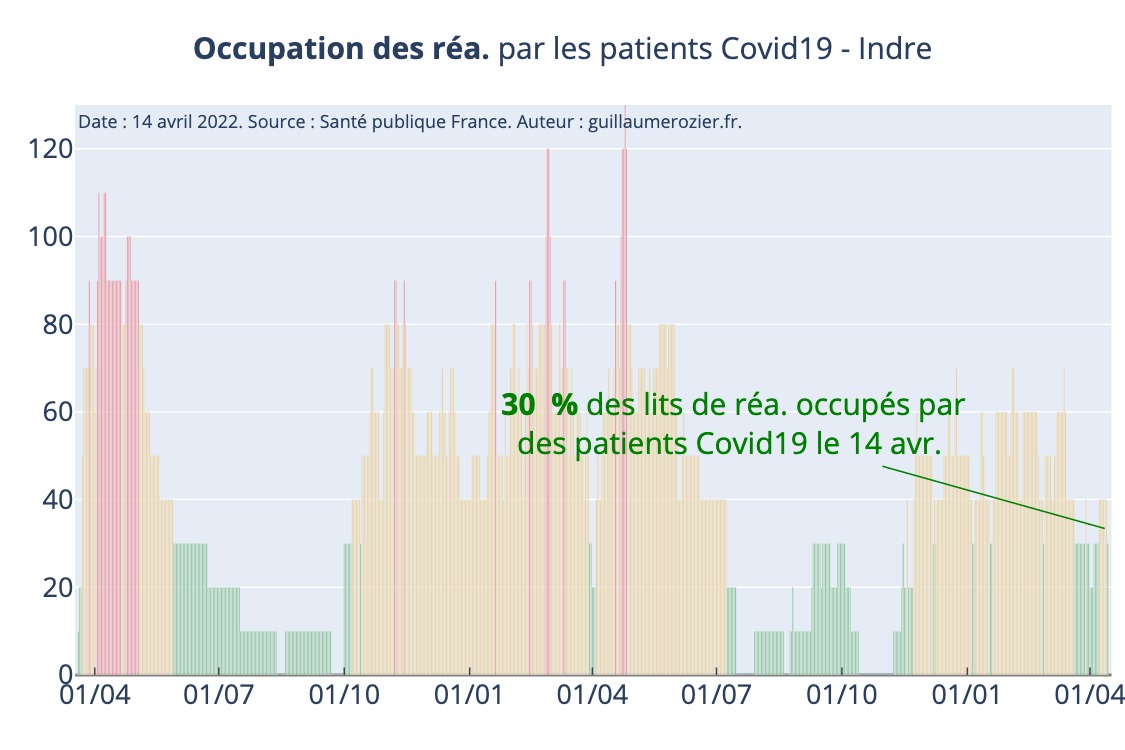 Occupation des réa. par les patients Covid19 - Indre
Date : 14 avril 2022. Source : Santé publique France. Auteur : guillaumerozier.fr.
120
100
80
60
40
20
0
30 % des lits de réa. occupés par
des patients Covid19 le 14 avr.
01/04 01/07 01/10 01/01 01/04 01/07 01/10 01/01 01/04